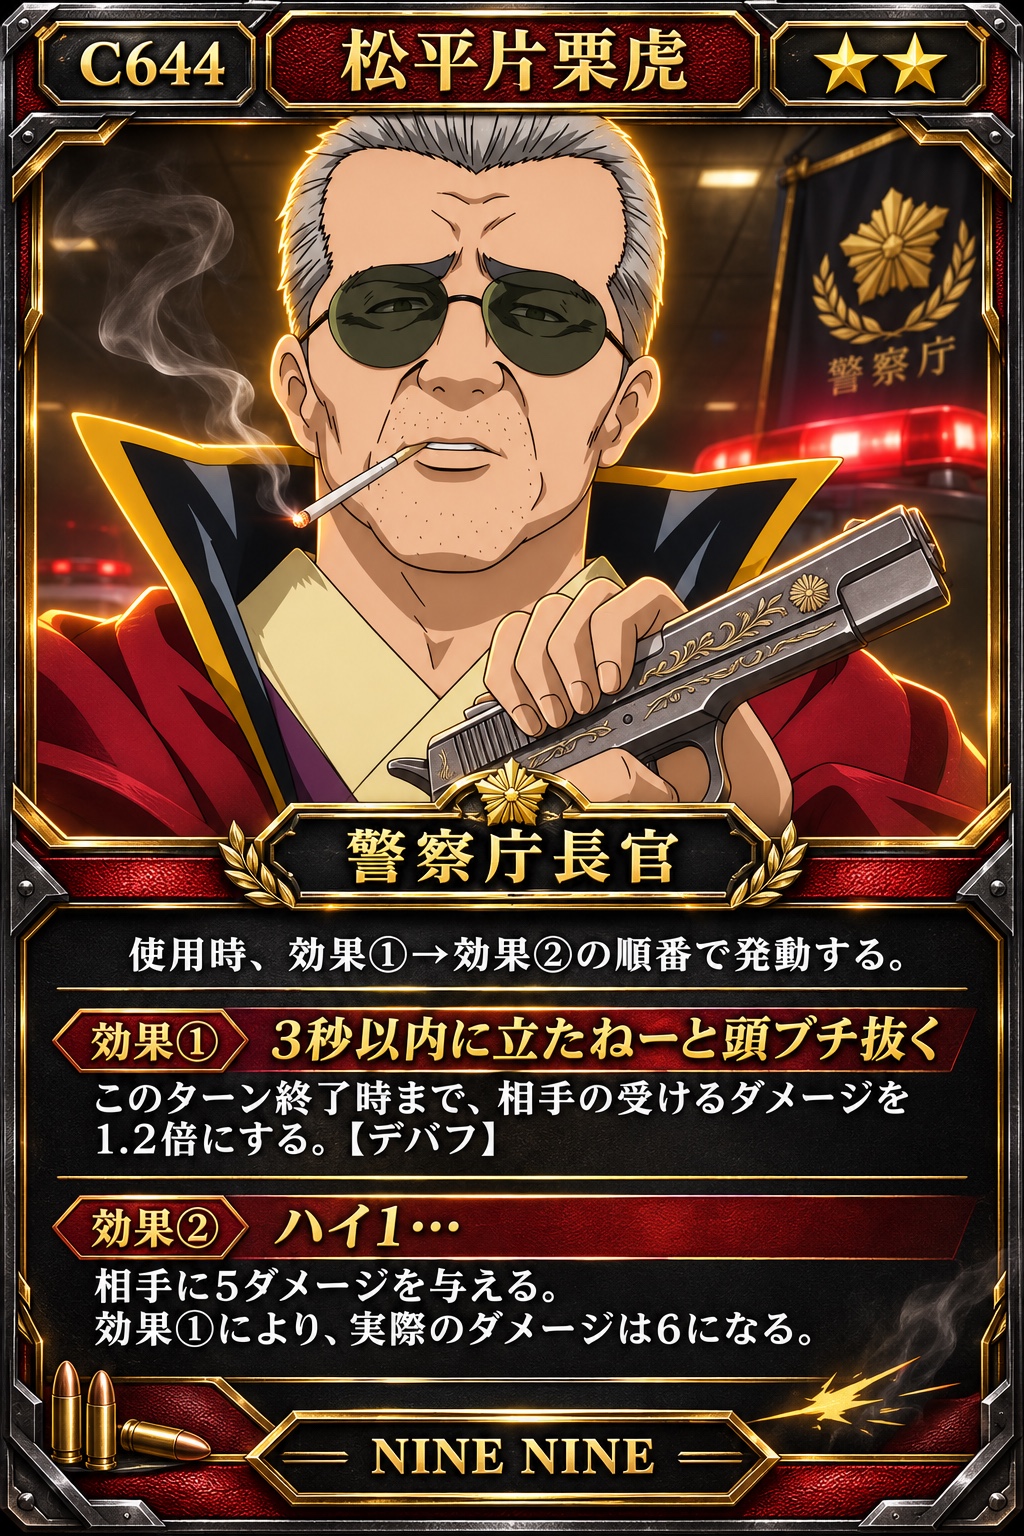 C644
松平片栗虎
★★
警察庁
警察庁長官
使用時、効果①→効果②の順番で発動する。
効果① 3秒以内に立たねーと頭ブチ抜く
このターン終了時まで、相手の受けるダメージを
1.2倍にする。【デバフ】
効果② ハイ1…
相手に5ダメージを与える。
効果①により、実際のダメージは6になる。
NINE NINE